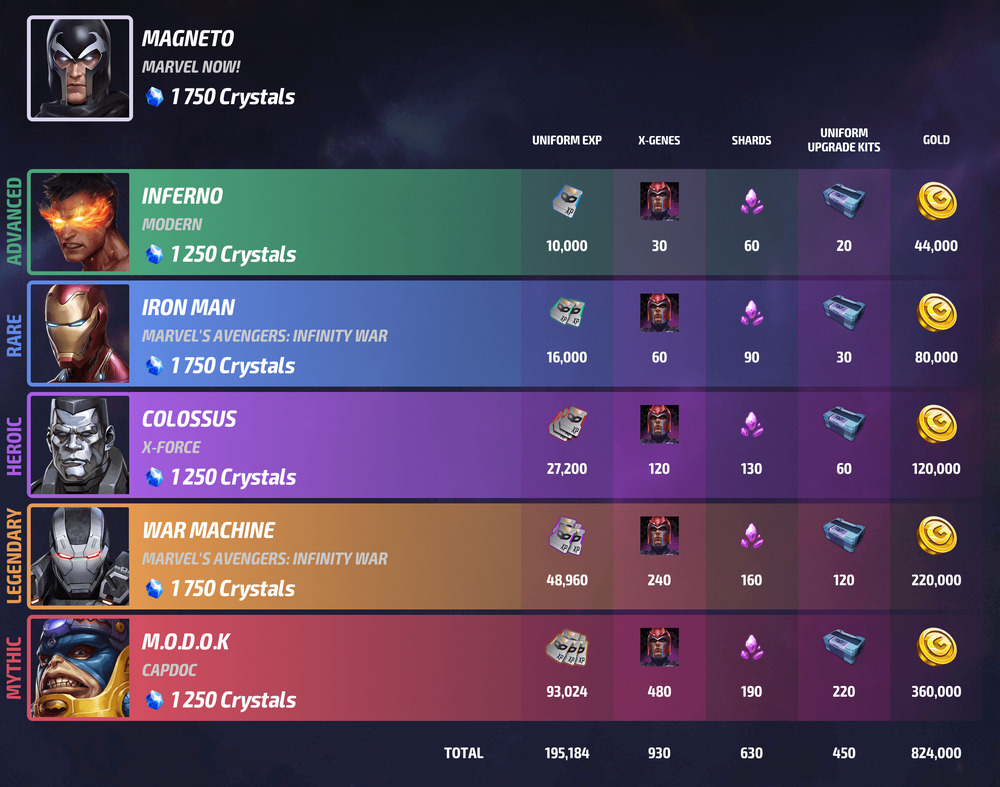 MAGNETO
MARVEL NOW!
1 750 Crystals
UNIFORM EXP X-GENES SHARDS UNIFORM UPGRADE KITS GOLD
ADVANCED
INFERNO
MODERN
1 250 Crystals
10,000 30 60 20 44,000
RARE
IRON MAN
MARVEL'S AVENGERS: INFINITY WAR
1 750 Crystals
16,000 60 90 30 80,000
HEROIC
COLOSSUS
X-FORCE
1 250 Crystals
27,200 120 130 60 120,000
LEGENDARY
WAR MACHINE
MARVEL'S AVENGERS: INFINITY WAR
1 750 Crystals
48,960 240 160 120 220,000
MYTHIC
M.O.D.O.K
CAPDOC
1 250 Crystals
93,024 480 190 220 360,000
TOTAL 195,184 930 630 450 824,000